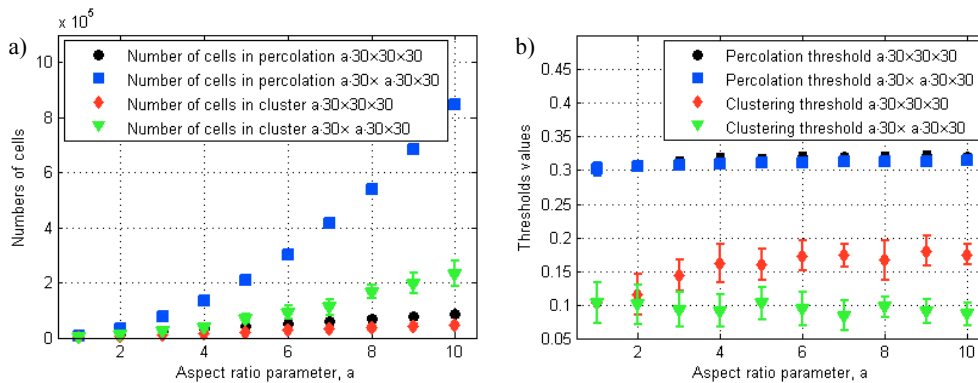 a)
x 10⁵
Numbers of cells
10
8
6
4
2
0
Number of cells in percolation a·30×30×30
Number of cells in percolation a·30× a·30×30
Number of cells in cluster a·30×30×30
Number of cells in cluster a·30× a·30×30
2
4
6
8
10
Aspect ratio parameter, a
b)
Thresholds values
0.45
0.4
0.35
0.3
0.25
0.2
0.15
0.1
0.05
Percolation threshold a·30×30×30
Percolation threshold a·30× a·30×30
Clustering threshold a·30×30×30
Clustering threshold a·30× a·30×30
2
4
6
8
10
Aspect ratio parameter, a